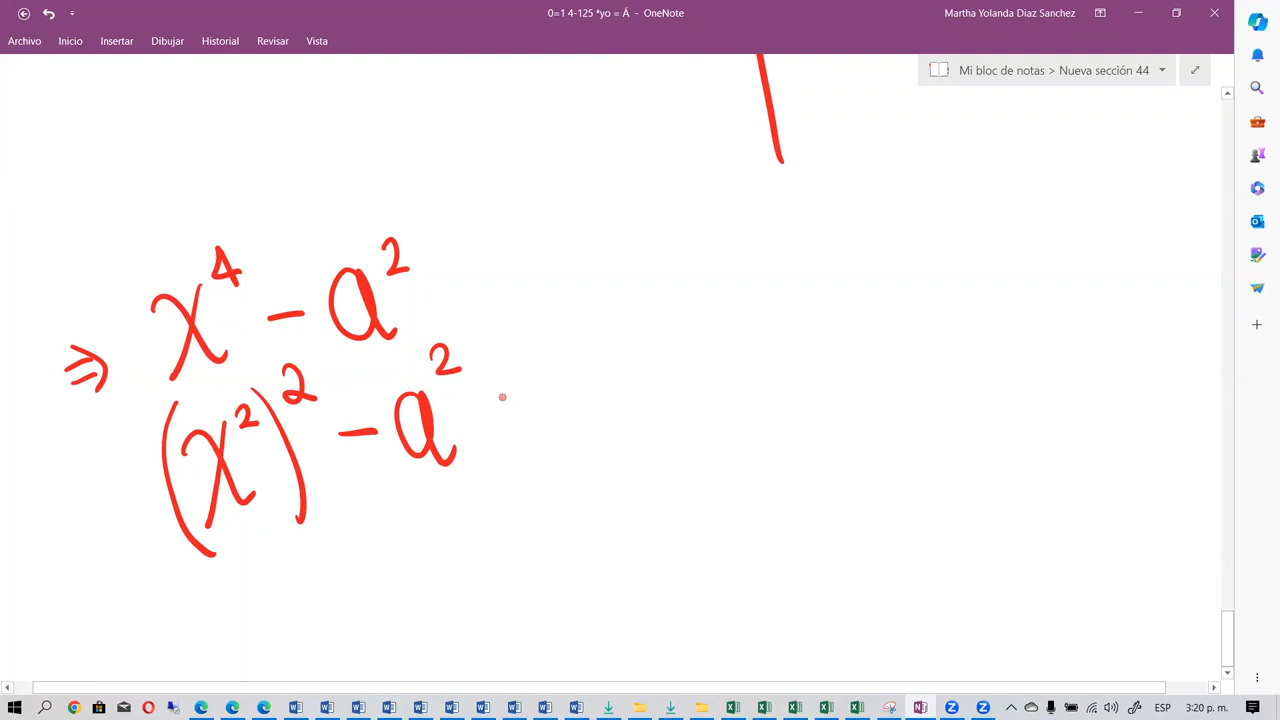 0=1 4-125 *yo = Á - OneNote
Martha Yolanda Diaz Sanchez
Archivo Inicio Insertar Dibujar Historial Revisar Vista
Mi bloc de notas > Nueva sección 44
x⁴ - a²
⇒ (x²)² - a²
ESP 3:20 p. m.